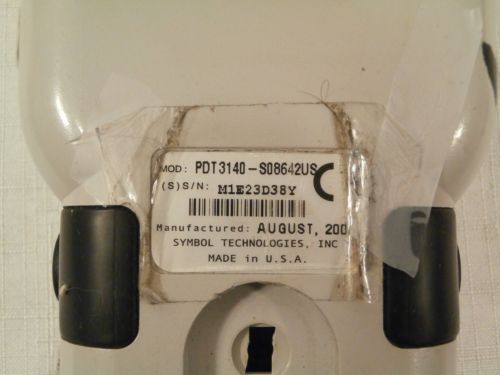 MOD: PDT3140-S08642US
(S)S/N: M1E23D38Y
Manufactured: AUGUST, 200
SYMBOL TECHNOLOGIES, INC
MADE in U.S.A.